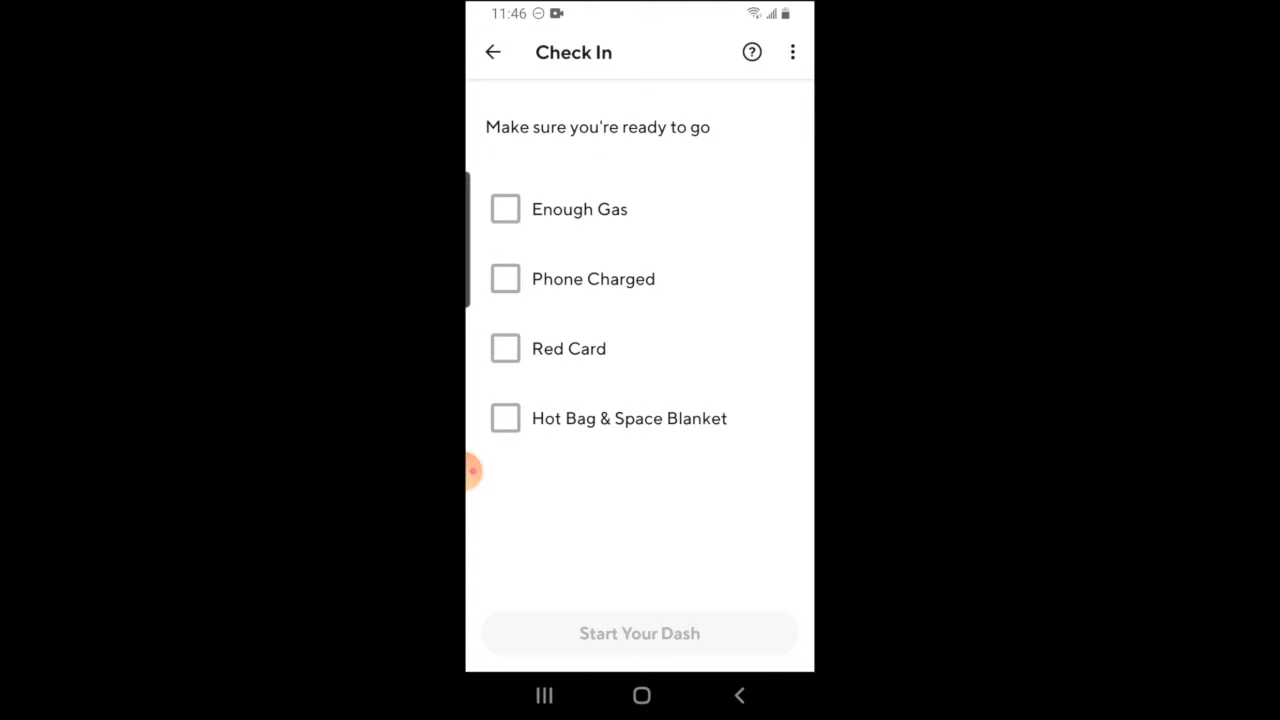 11:46
Check In
Make sure you're ready to go
Enough Gas
Phone Charged
Red Card
Hot Bag & Space Blanket
Start Your Dash